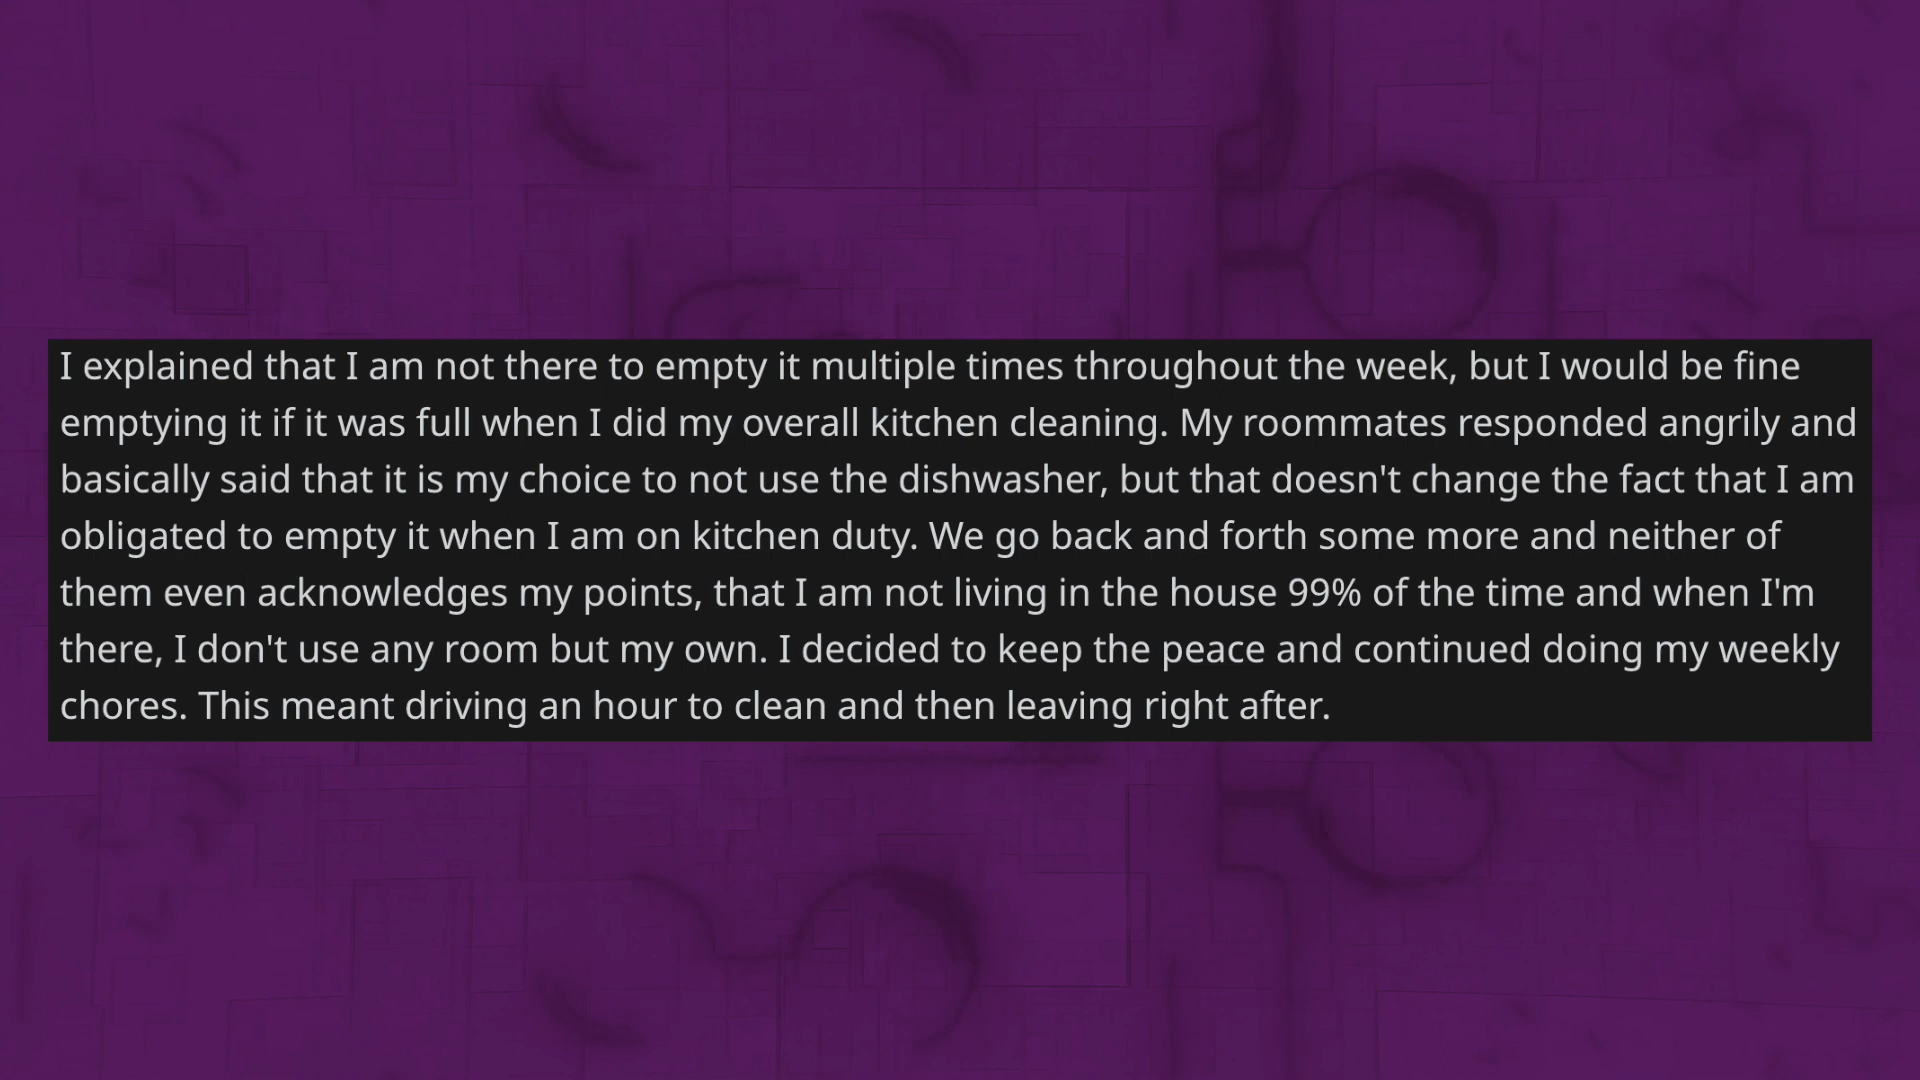 I explained that I am not there to empty it multiple times throughout the week, but I would be fine
emptying it if it was full when I did my overall kitchen cleaning. My roommates responded angrily and
basically said that it is my choice to not use the dishwasher, but that doesn't change the fact that I am
obligated to empty it when I am on kitchen duty. We go back and forth some more and neither of
them even acknowledges my points, that I am not living in the house 99% of the time and when I'm
there, I don't use any room but my own. I decided to keep the peace and continued doing my weekly
chores. This meant driving an hour to clean and then leaving right after.